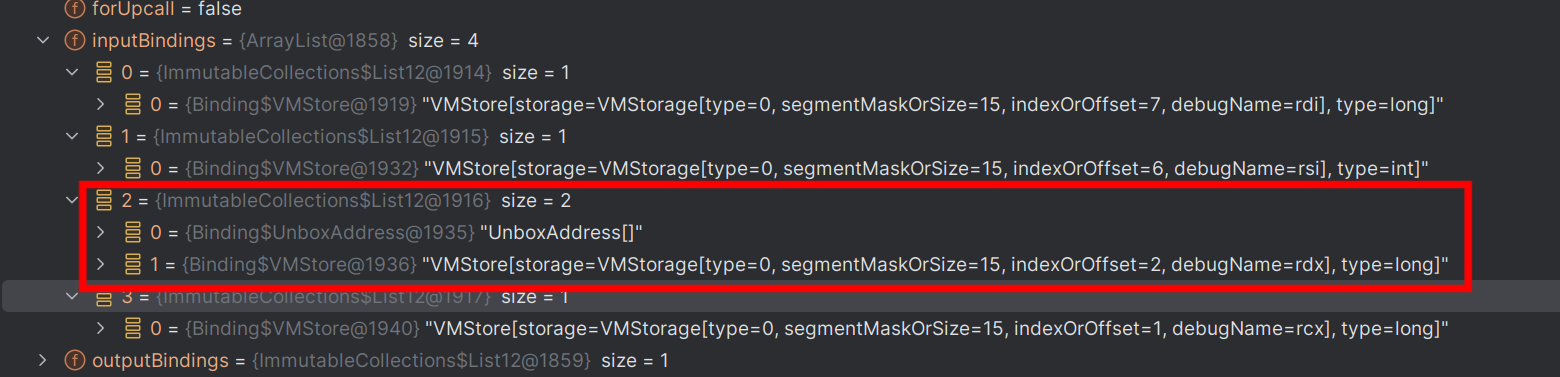 f forUpcall = false
f inputBindings = {ArrayList@1858} size = 4
0 = {ImmutableCollections$List12@1914} size = 1
0 = {Binding$VMStore@1919} "VMStore[storage=VMStorage[type=0, segmentMaskOrSize=15, indexOrOffset=7, debugName=rdi], type=long]"
1 = {ImmutableCollections$List12@1915} size = 1
0 = {Binding$VMStore@1932} "VMStore[storage=VMStorage[type=0, segmentMaskOrSize=15, indexOrOffset=6, debugName=rsi], type=int]"
2 = {ImmutableCollections$List12@1916} size = 2
0 = {Binding$UnboxAddress@1935} "UnboxAddress[]"
1 = {Binding$VMStore@1936} "VMStore[storage=VMStorage[type=0, segmentMaskOrSize=15, indexOrOffset=2, debugName=rdx], type=long]"
3 = {ImmutableCollections$List12@1917} size = 1
0 = {Binding$VMStore@1940} "VMStore[storage=VMStorage[type=0, segmentMaskOrSize=15, indexOrOffset=1, debugName=rcx], type=long]"
f outputBindings = {ImmutableCollections$List12@1859} size = 1